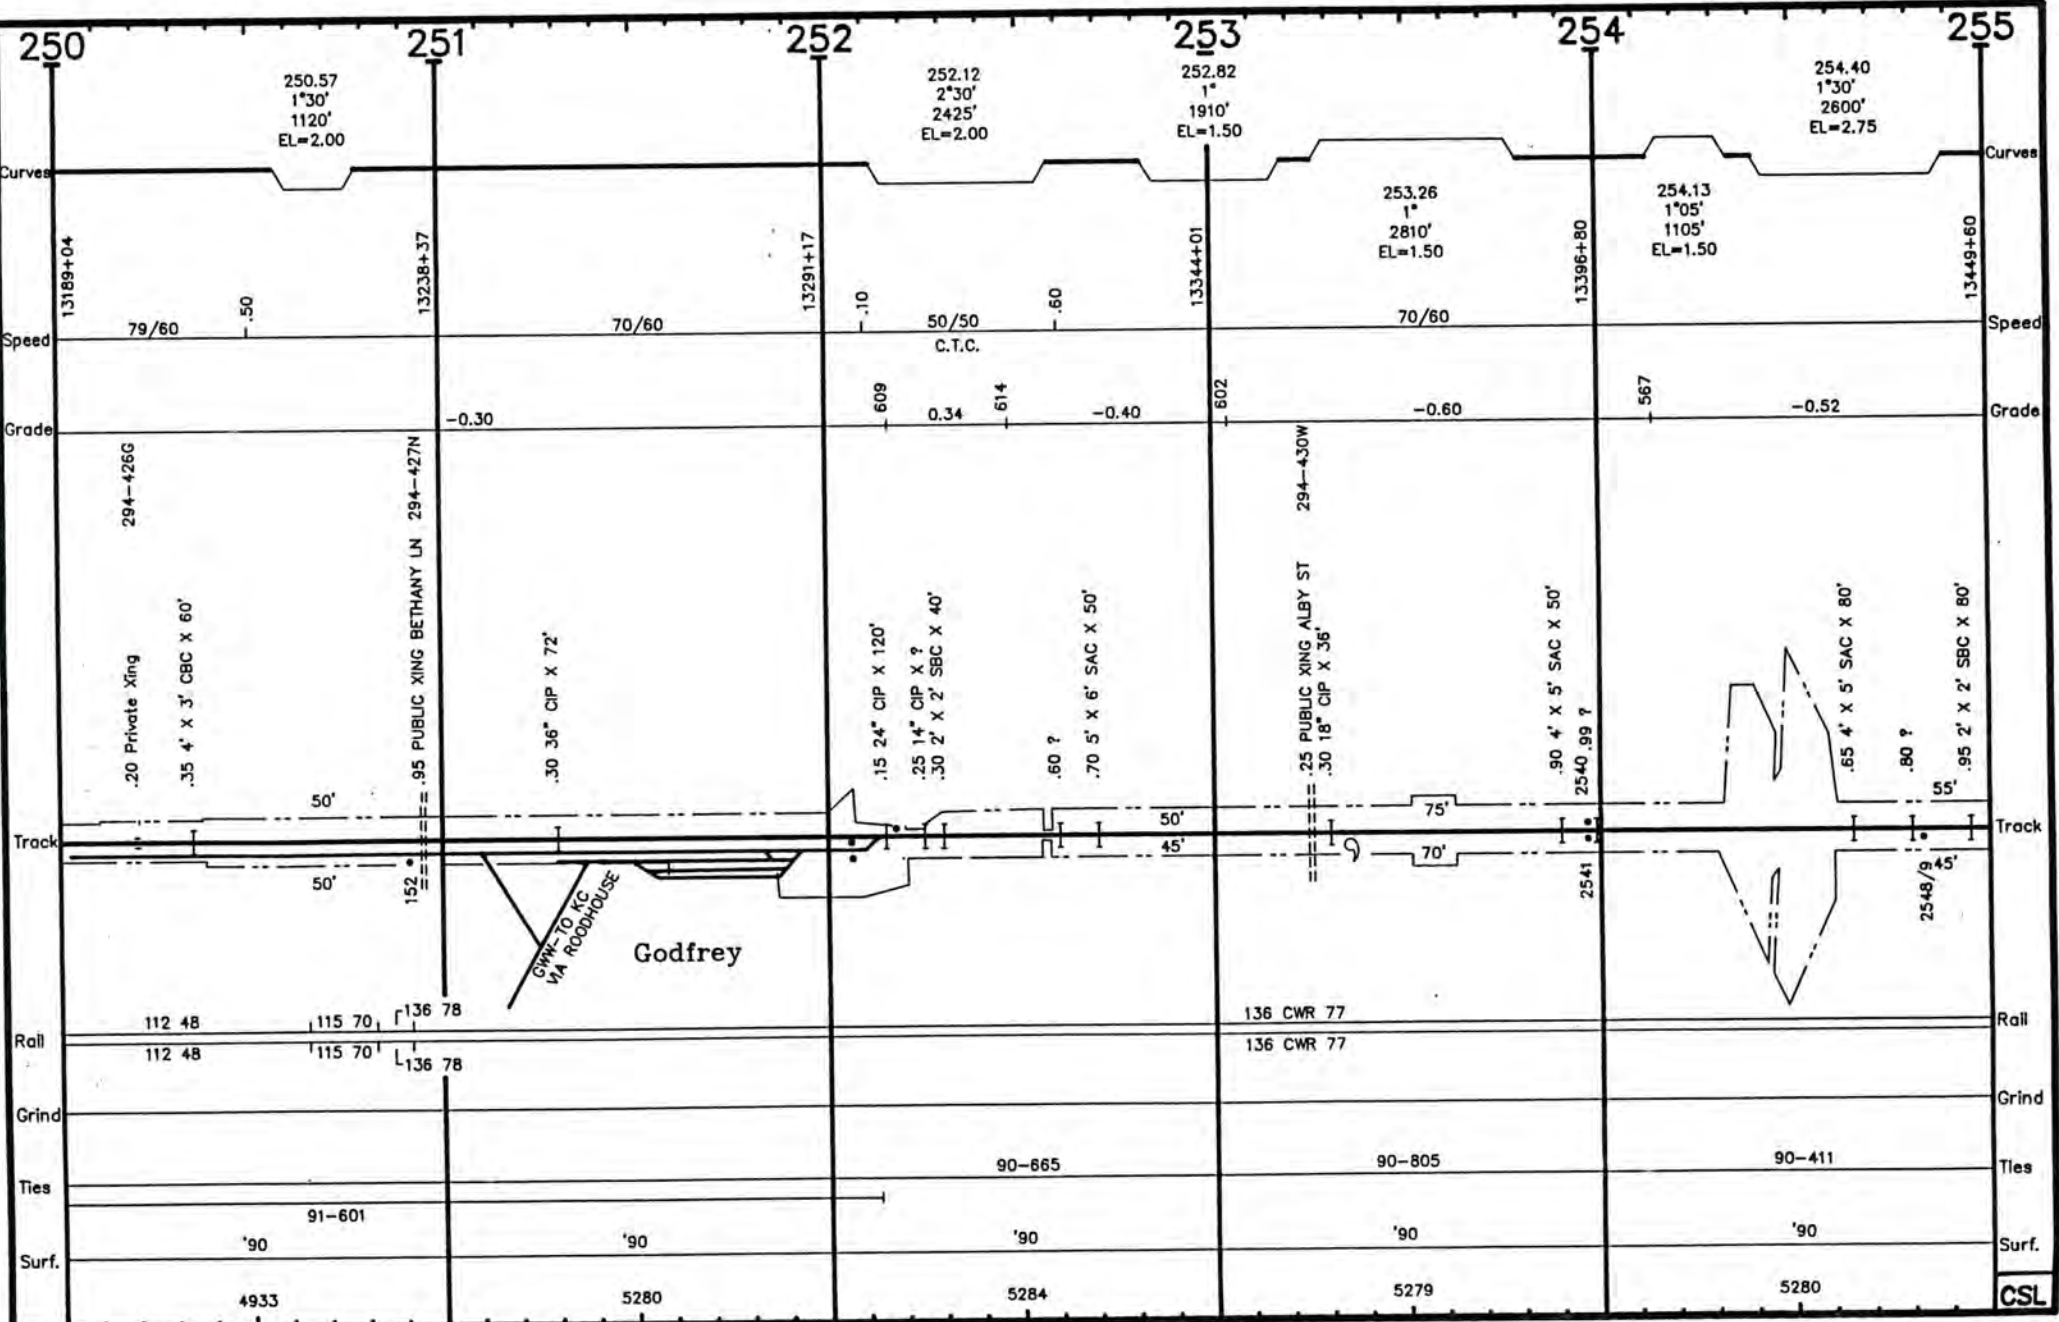 250 251 252 253 254 255
250.57
1°30'
1120'
EL=2.00
252.12
2°30'
2425'
EL=2.00
252.82
1°
1910'
EL=1.50
254.40
1°30'
2600'
EL=2.75
Curves
Curves
253.26
1°
2810'
EL=1.50
254.13
1°05'
1105'
EL=1.50
13189+04
13238+37
13291+17
13344+01
13396+80
13449+60
Speed
79/60
.50
70/60
.10
50/50
C.T.C.
.60
70/60
Speed
Grade
-0.30
609
0.34
614
-0.40
602
-0.60
567
-0.52
Grade
.20 Private Xing 294-426G
.35 4' X 3' CBC X 60'
.95 PUBLIC XING BETHANY LN 294-427N
.30 36" CIP X 72'
.15 24" CIP X 120'
.25 14" CIP X ?
.30 2' X 2' SBC X 40'
.60 ?
.70 5' X 6' SAC X 50'
.25 PUBLIC XING ALBY ST 294-430W
.30 18" CIP X 36'
.90 4' X 5' SAC X 50'
2540 .99 ?
.65 4' X 5' SAC X 80'
.80 ?
.95 2' X 2' SBC X 80'
50'
50'
75'
55'
Track
Track
50'
45'
70'
45'
152
2541
2548/9
GWW-TO KC
VIA ROODHOUSE
Godfrey
Rail
112 48
115 70
136 78
136 CWR 77
Rail
112 48
115 70
136 78
136 CWR 77
Grind
Grind
Ties
90-665
90-805
90-411
Ties
91-601
Surf.
'90
'90
'90
'90
'90
Surf.
4933
5280
5284
5279
5280
CSL